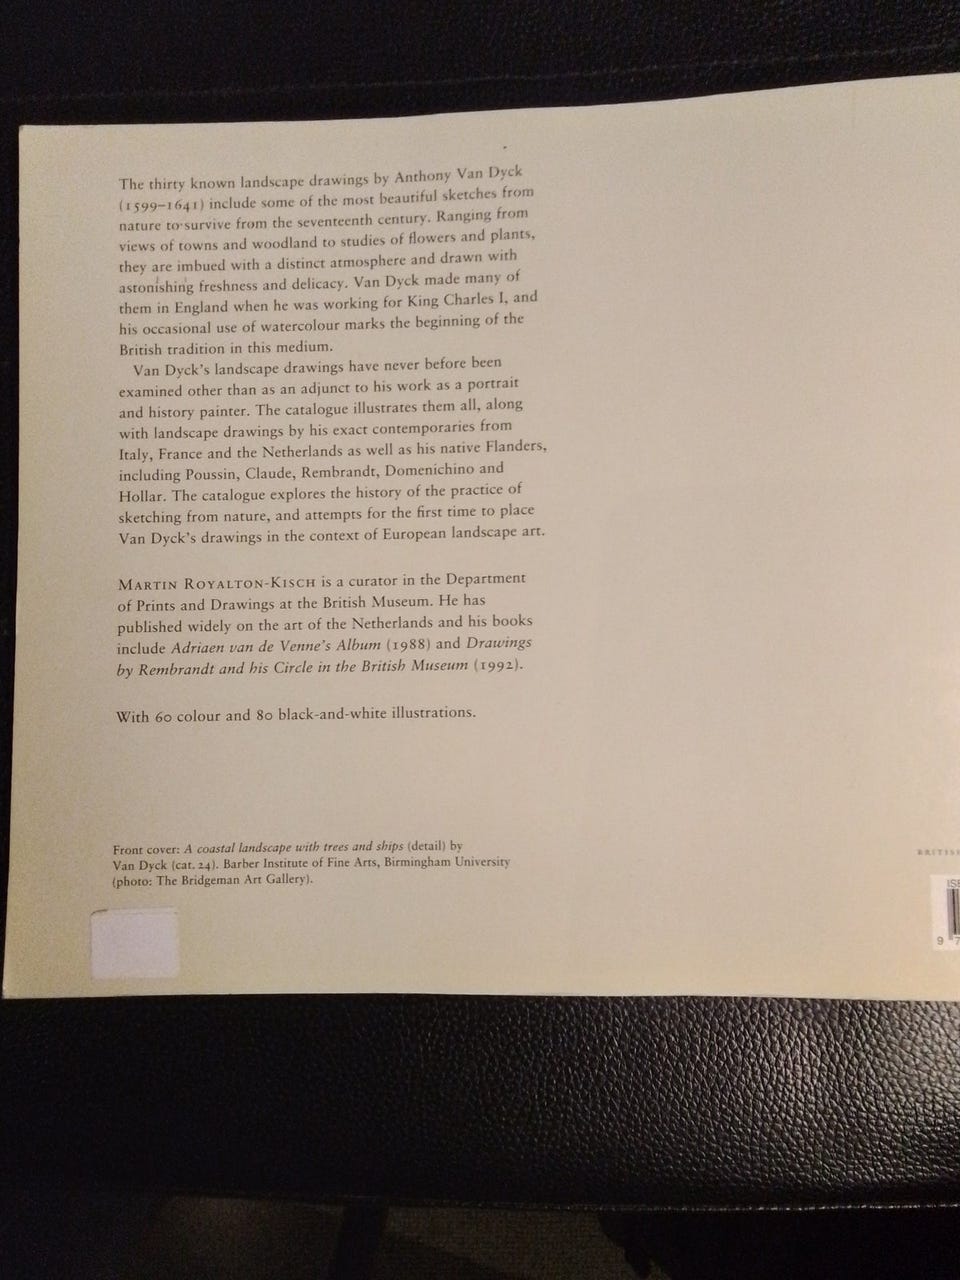 The thirty known landscape drawings by Anthony Van Dyck
(1599–1641) include some of the most beautiful sketches from
nature to survive from the seventeenth century. Ranging from
views of towns and woodland to studies of flowers and plants,
they are imbued with a distinct atmosphere and drawn with
astonishing freshness and delicacy. Van Dyck made many of
them in England when he was working for King Charles I, and
his occasional use of watercolour marks the beginning of the
British tradition in this medium.
Van Dyck's landscape drawings have never before been
examined other than as an adjunct to his work as a portrait
and history painter. The catalogue illustrates them all, along
with landscape drawings by his exact contemporaries from
Italy, France and the Netherlands as well as his native Flanders,
including Poussin, Claude, Rembrandt, Domenichino and
Hollar. The catalogue explores the history of the practice of
sketching from nature, and attempts for the first time to place
Van Dyck's drawings in the context of European landscape art.
MARTIN ROYALTON-KISCH is a curator in the Department
of Prints and Drawings at the British Museum. He has
published widely on the art of the Netherlands and his books
include Adriaen van de Venne's Album (1988) and Drawings
by Rembrandt and his Circle in the British Museum (1992).
With 60 colour and 80 black-and-white illustrations.
Front cover: A coastal landscape with trees and ships (detail) by
Van Dyck (cat. 24). Barber Institute of Fine Arts, Birmingham University
(photo: The Bridgeman Art Gallery).
BRITISH
ISB
9 7